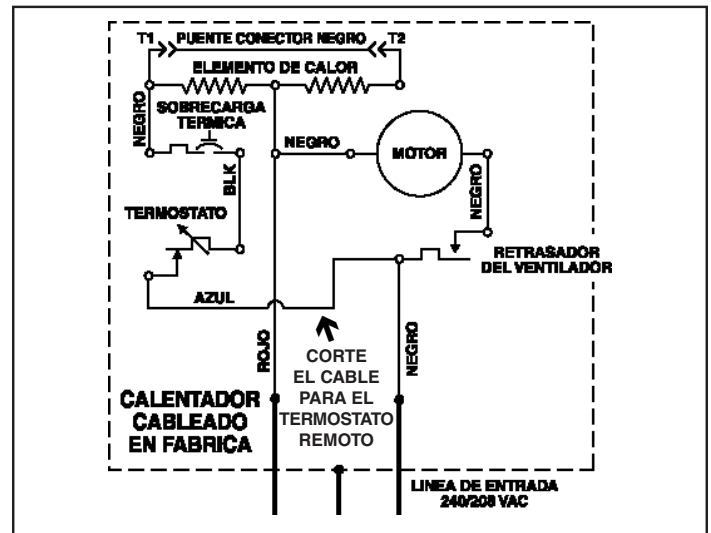 T1 PUENTE CONECTOR NEGRO T2
ELEMENTO DE CALOR
NEGRO
SOBRECARGA
TERMICA
NEGRO
MOTOR
BLK
NEGRO
TERMOSTATO
RETRASADOR
DEL VENTILADOR
AZUL
ROJO
NEGRO
CORTE
EL CABLE
PARA EL
TERMOSTATO
REMOTO
CALENTADOR
CABLEADO
EN FABRICA
LINEA DE ENTRADA
240/208 VAC